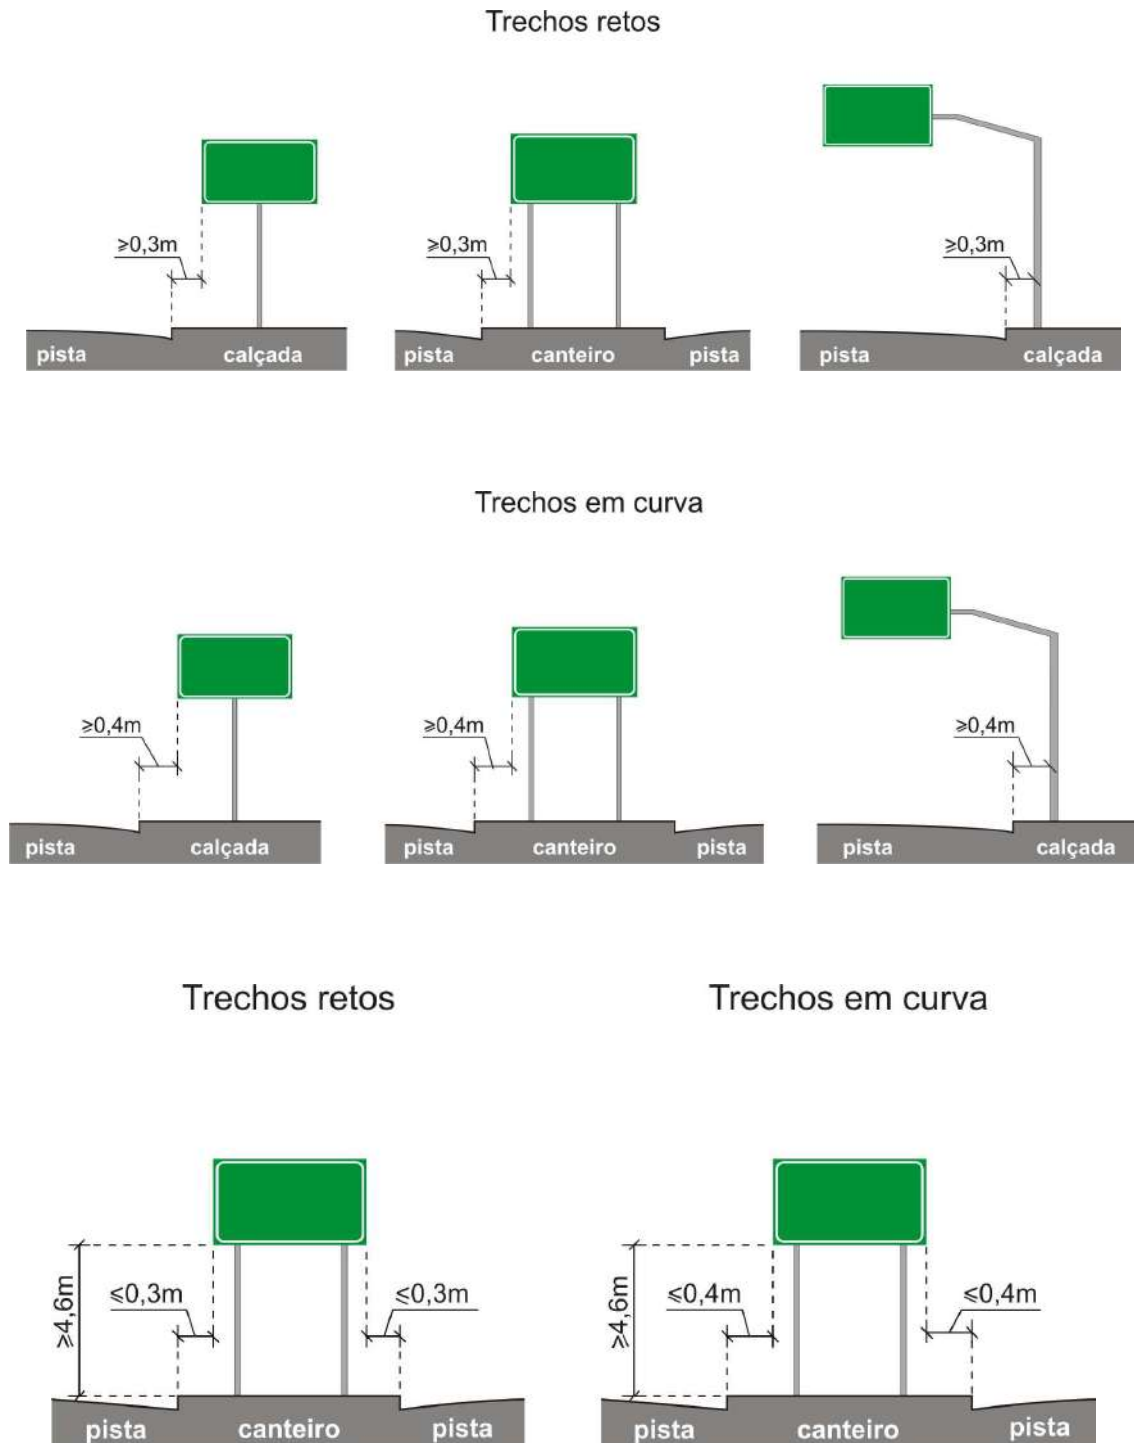 Trechos retos
≥0,3m
≥0,3m
≥0,3m
pista calçada
pista canteiro pista
pista calçada
Trechos em curva
≥0,4m
≥0,4m
≥0,4m
pista calçada
pista canteiro pista
pista calçada
Trechos retos
≥4,6m
≤0,3m
≤0,3m
pista canteiro pista
Trechos em curva
≥4,6m
≤0,4m
≤0,4m
pista canteiro pista